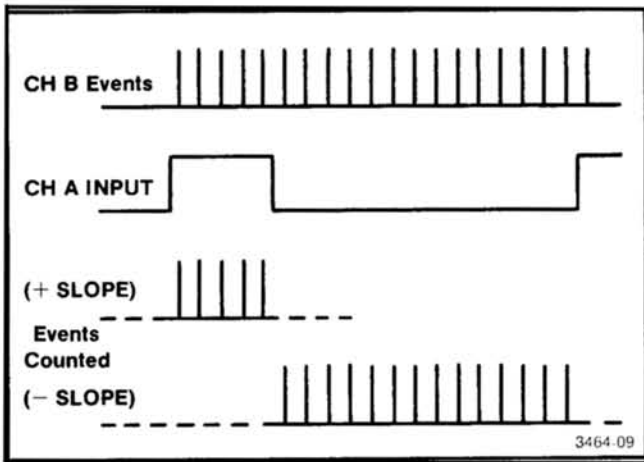 CH B Events
CH A INPUT
(+ SLOPE)
Events
Counted
(− SLOPE)
3464-09